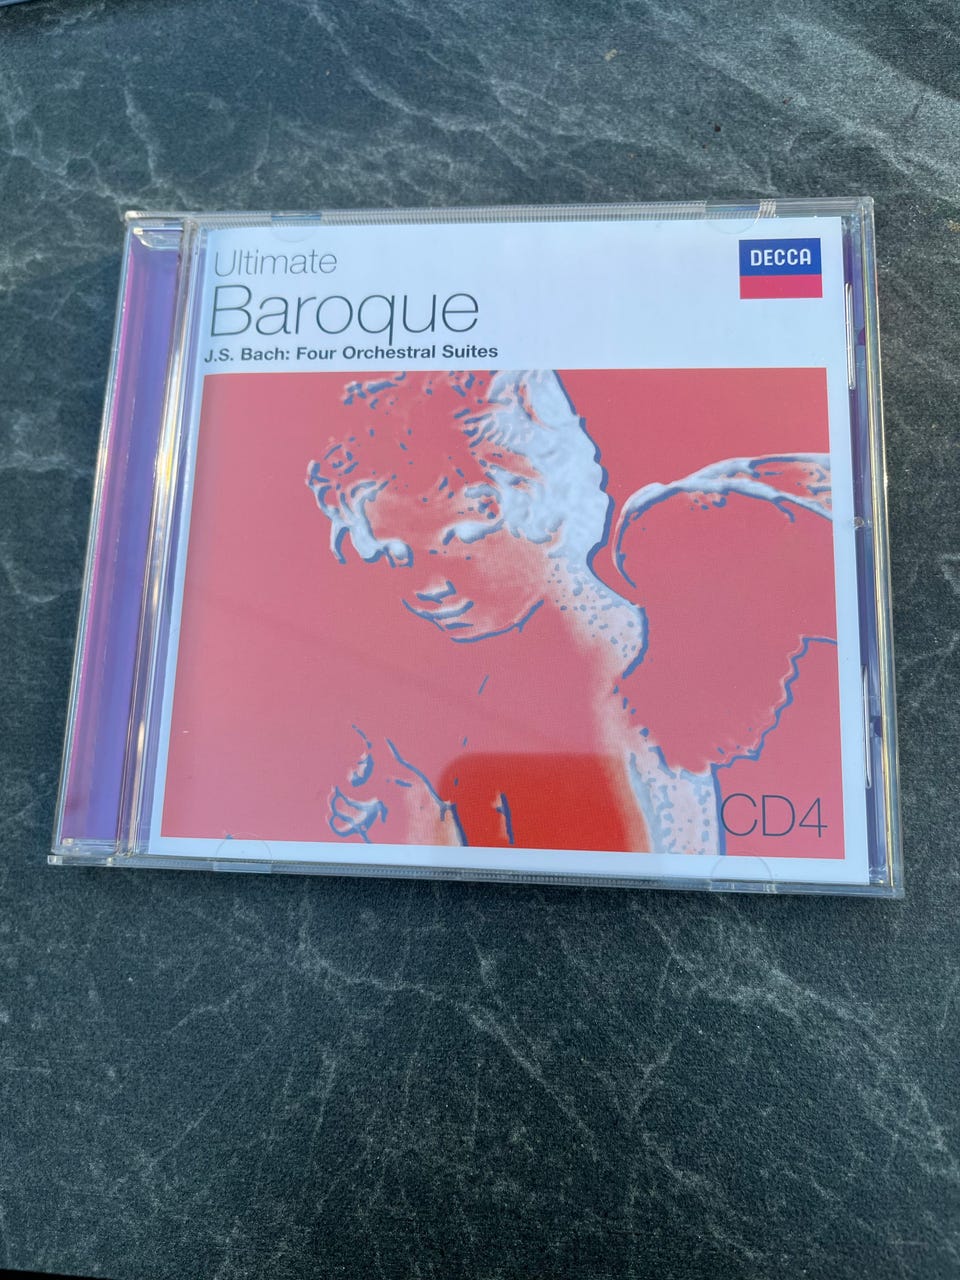 Ultimate
DECCA
Baroque
J.S. Bach: Four Orchestral Suites
CD4